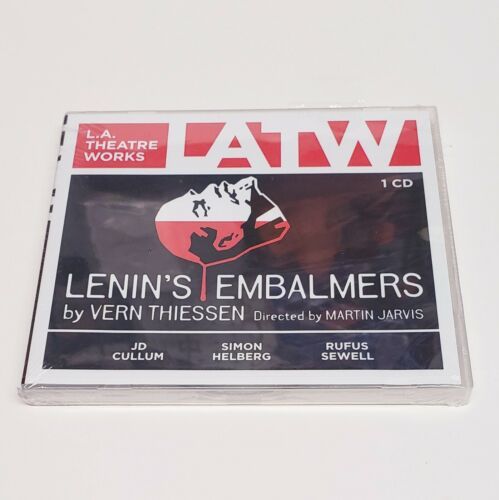 L.A.
THEATRE
WORKS
LATW
1 CD
LENIN'S EMBALMERS
by VERN THIESSEN Directed by MARTIN JARVIS
JD
CULLUM
SIMON
HELBERG
RUFUS
SEWELL